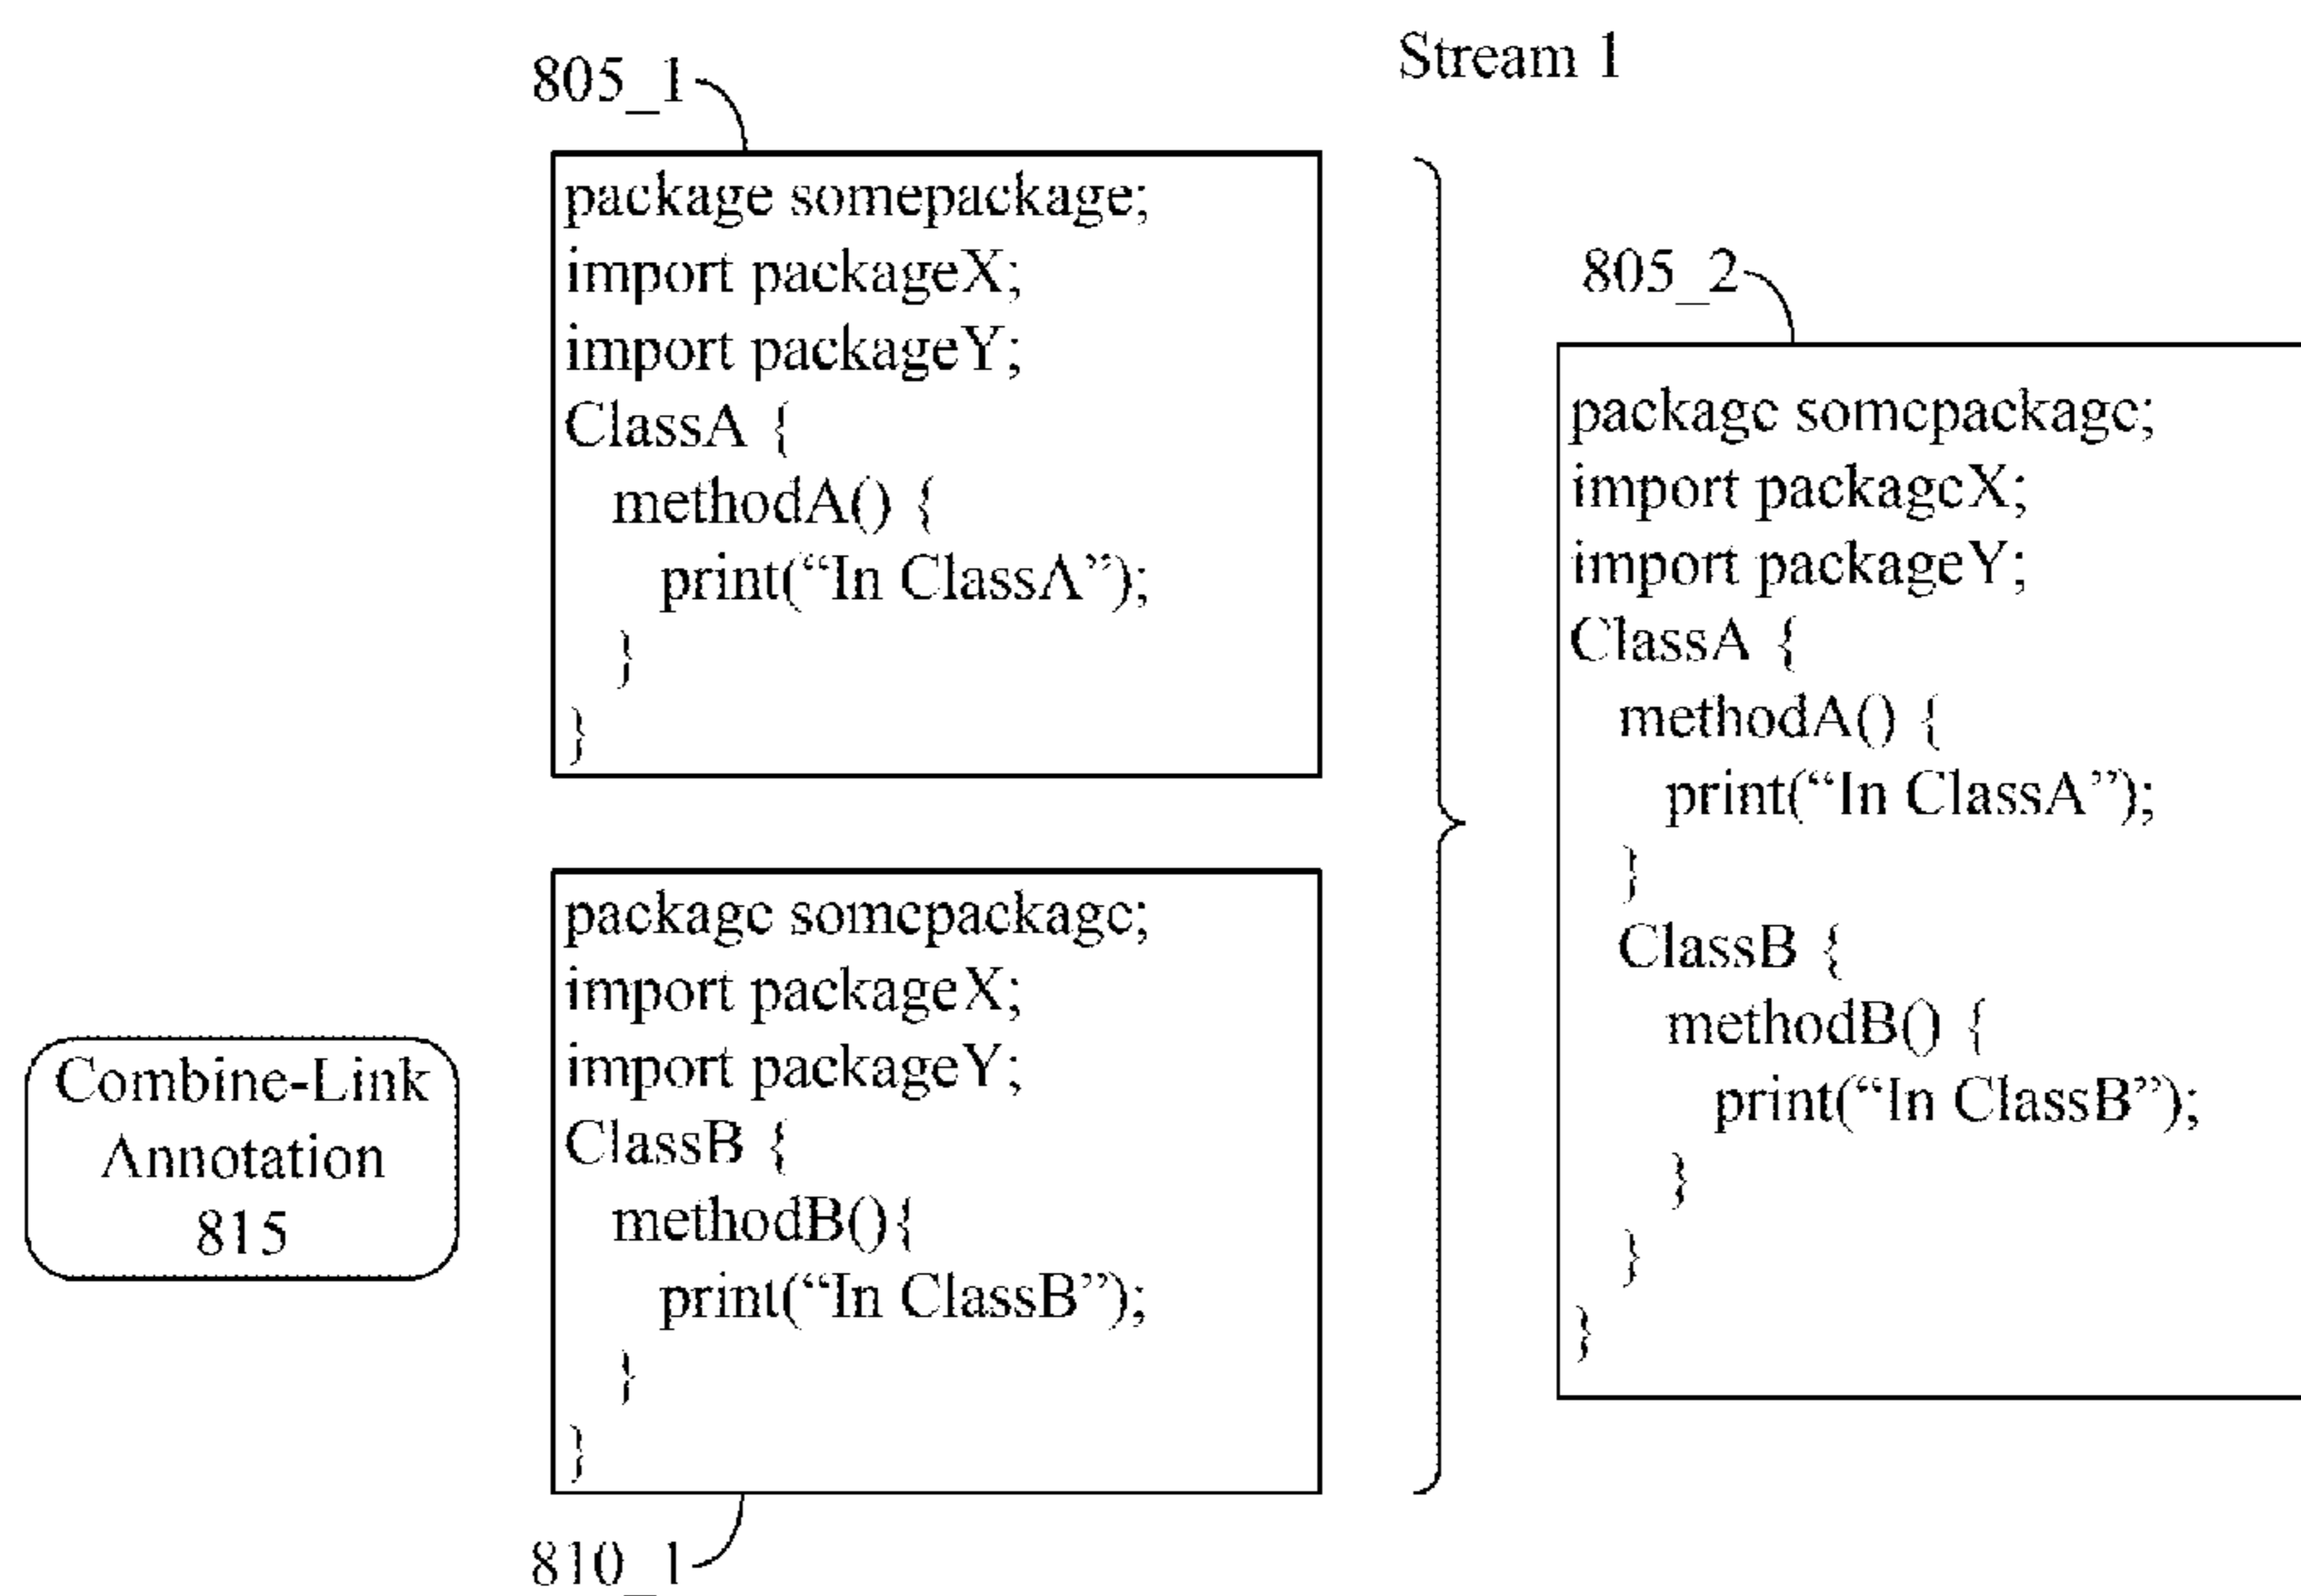 Stream 1
805_1
package somepackage;
import packageX;
import packageY;
ClassA {
methodA() {
print(“In ClassA”);
}
}
Combine-Link
Annotation
815
package somepackage;
import packageX;
import packageY;
ClassB {
methodB(){
print(“In ClassB”);
}
}
810_1
805_2
package somepackage;
import packageX;
import packageY;
ClassA {
methodA() {
print(“In ClassA”);
}
ClassB {
methodB() {
print(“In ClassB”);
}
}
}